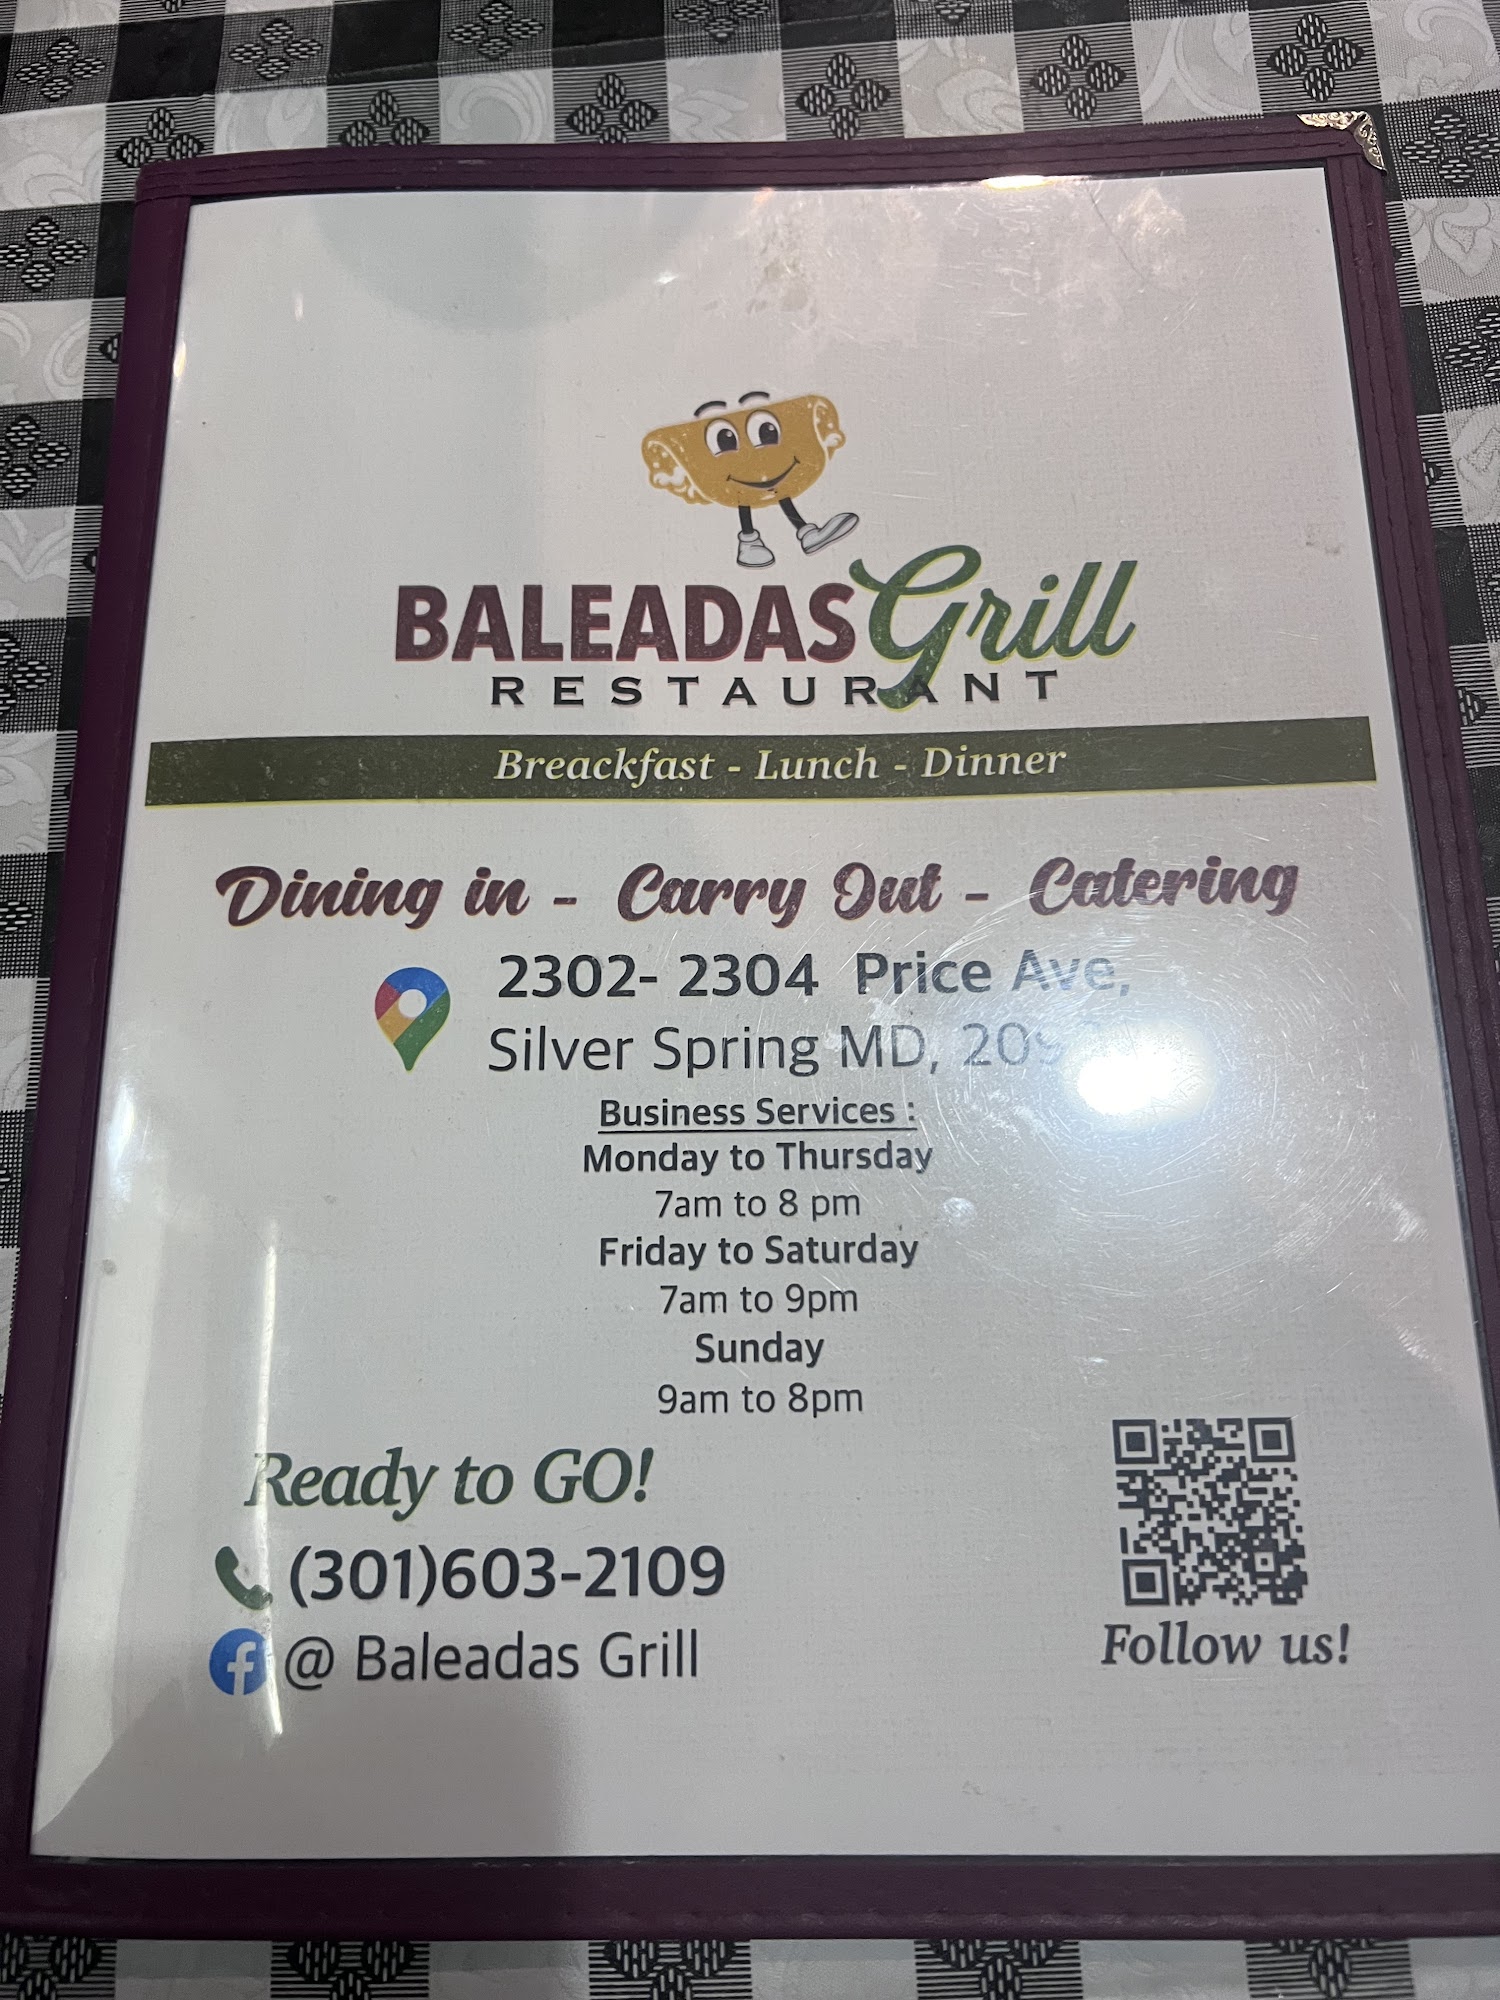 BALEADAS Grill
RESTAURANT
Breackfast - Lunch - Dinner
Dining in - Carry Out - Catering
2302- 2304 Price Ave,
Silver Spring MD,
Business Services :
Monday to Thursday
7am to 8 pm
Friday to Saturday
7am to 9pm
Sunday
9am to 8pm
Ready to GO!
(301)603-2109
@ Baleadas Grill
Follow us!